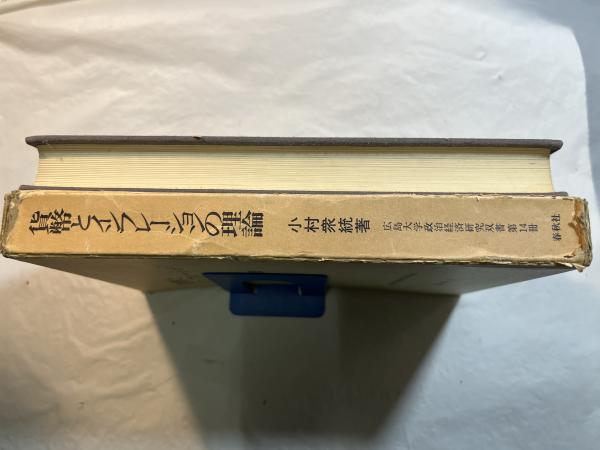 貨幣とインフレーションの理論
小村衆統著
広島大学政治経済研究双書第14冊
春秋社